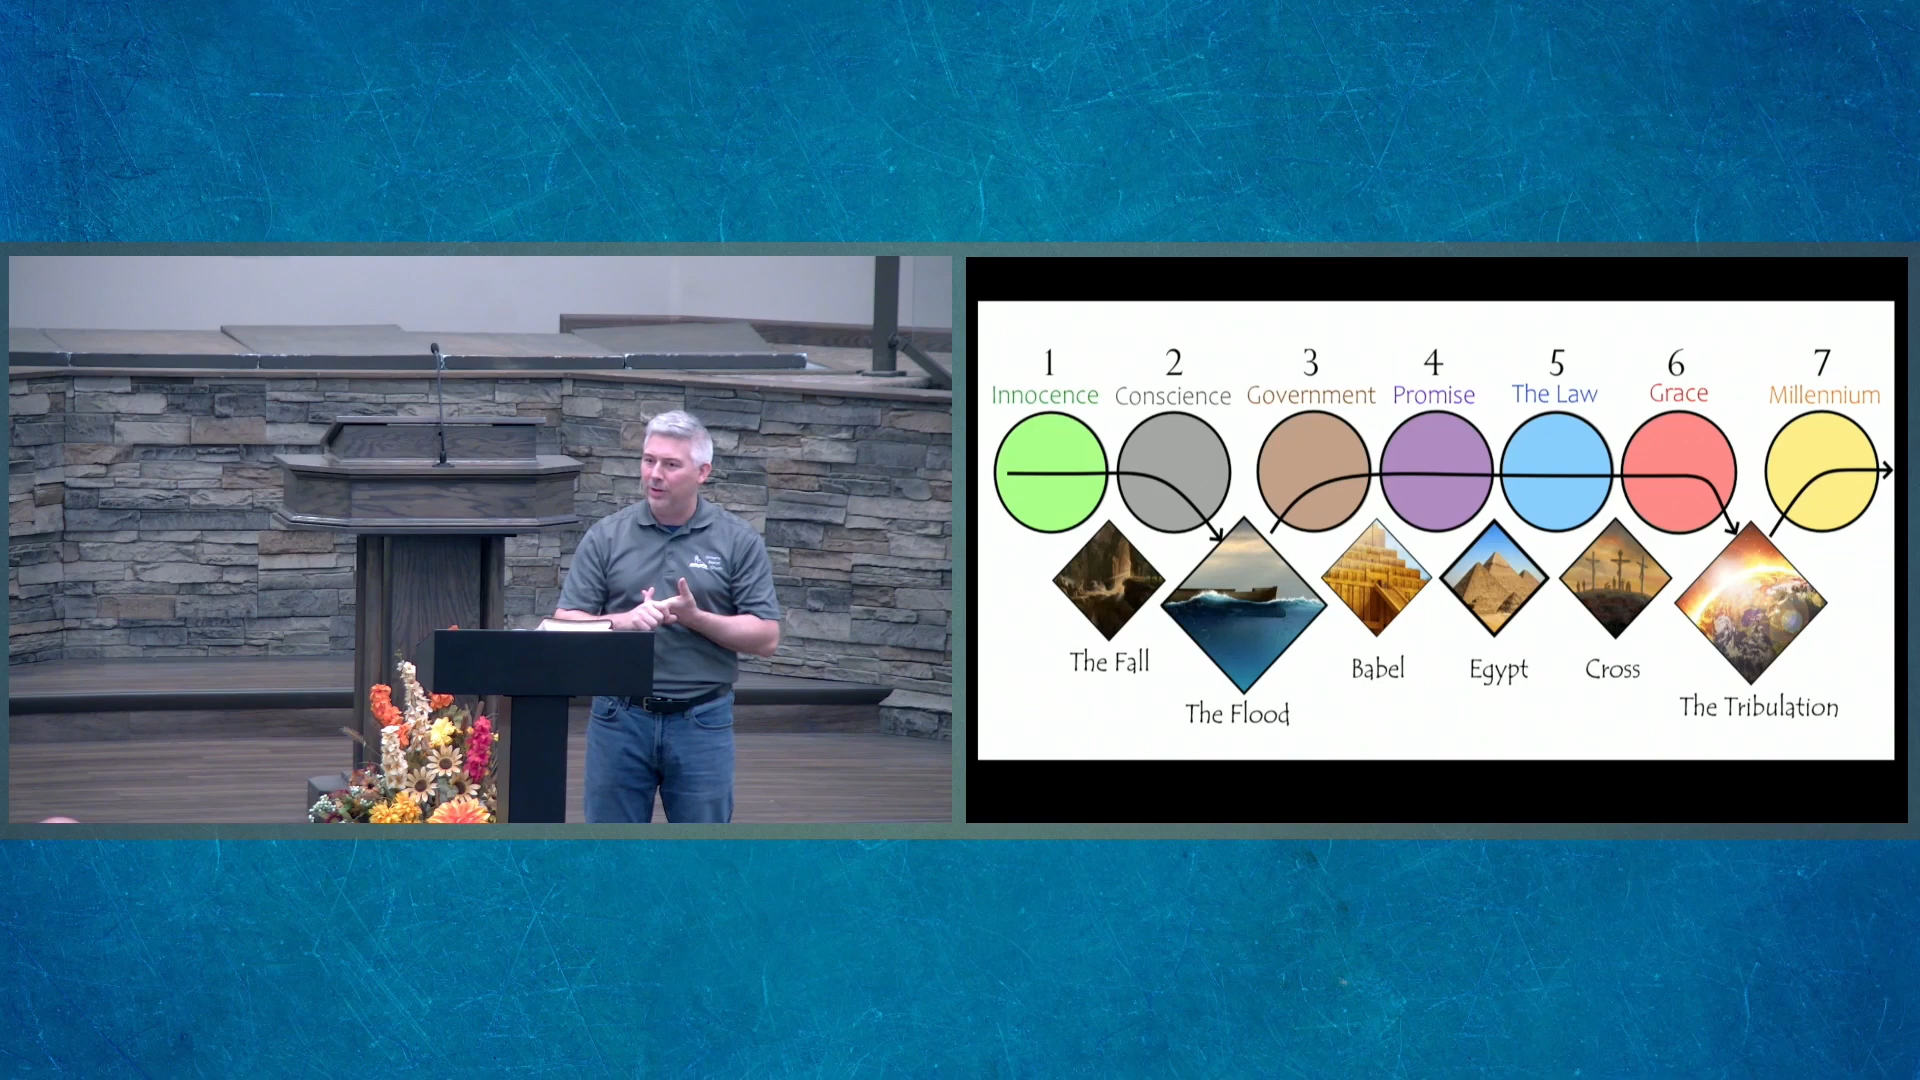 1 2 3 4 5 6 7
Innocence Conscience Government Promise The Law Grace Millennium
The Fall
The Flood
Babel
Egypt
Cross
The Tribulation